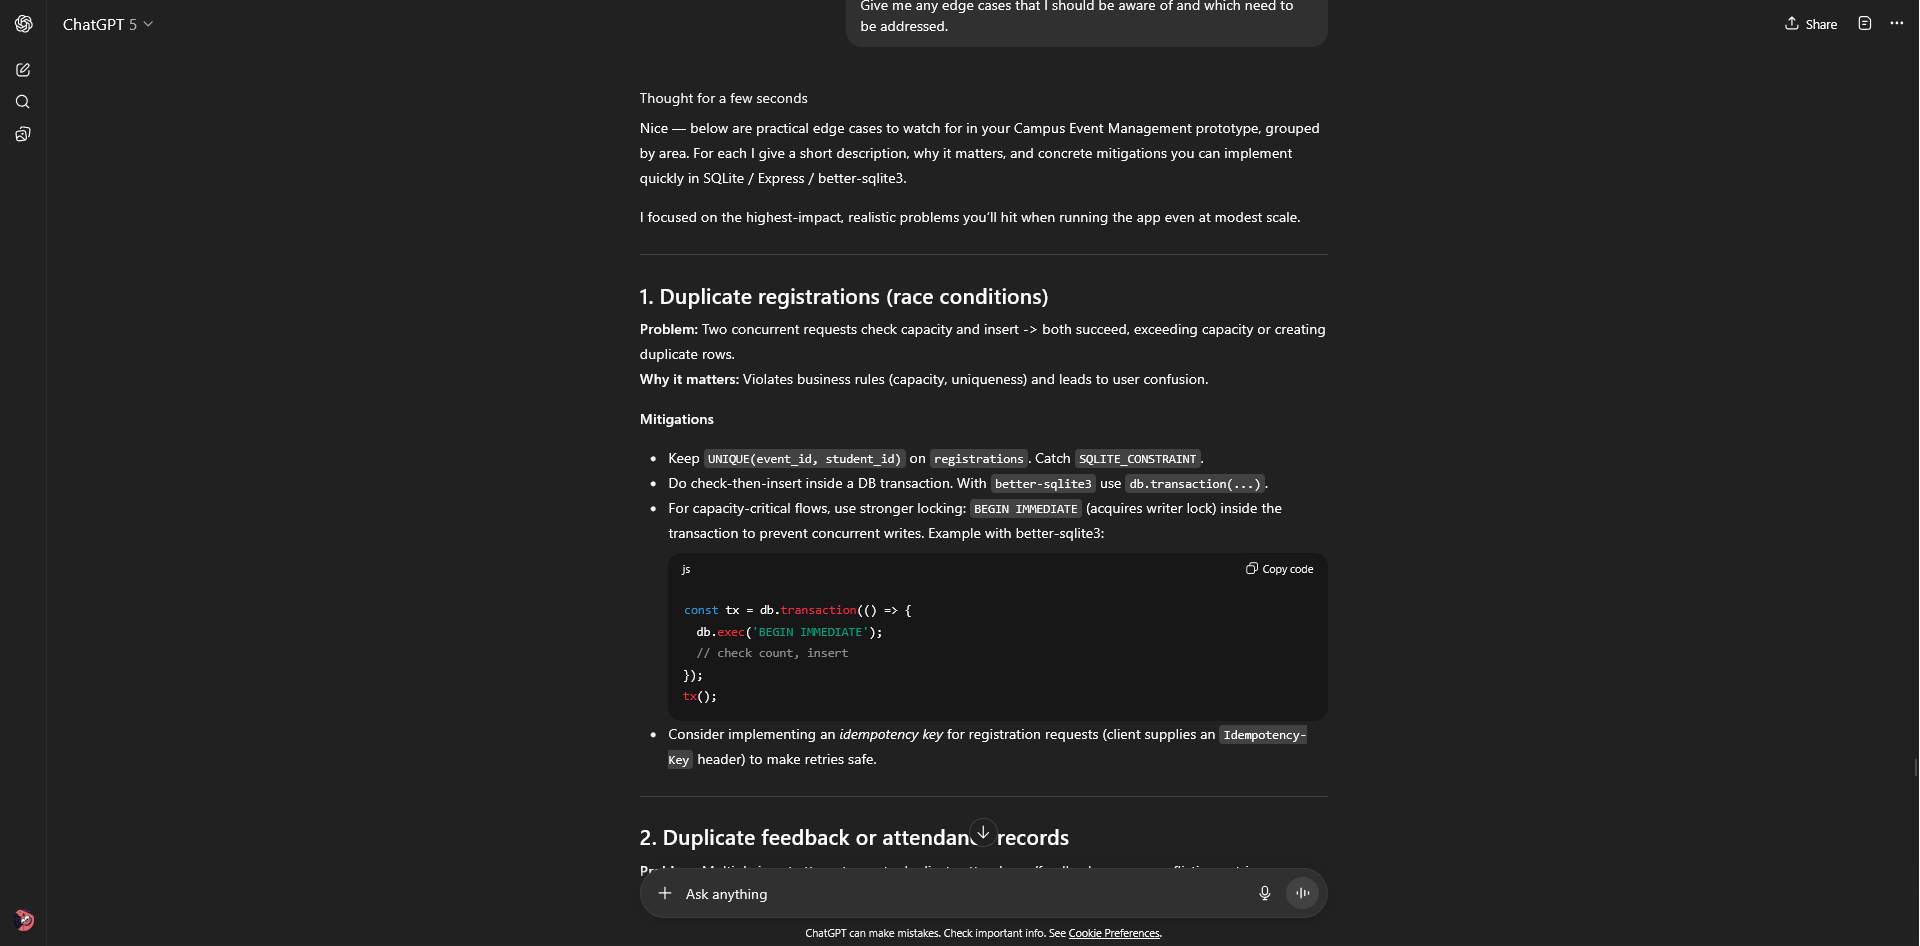 ChatGPT 5
Give me any edge cases that I should be aware of and which need to
be addressed.
Share
Thought for a few seconds
Nice — below are practical edge cases to watch for in your Campus Event Management prototype, grouped
by area. For each I give a short description, why it matters, and concrete mitigations you can implement
quickly in SQLite / Express / better-sqlite3.
I focused on the highest-impact, realistic problems you’ll hit when running the app even at modest scale.
1. Duplicate registrations (race conditions)
Problem: Two concurrent requests check capacity and insert -> both succeed, exceeding capacity or creating
duplicate rows.
Why it matters: Violates business rules (capacity, uniqueness) and leads to user confusion.
Mitigations
• Keep UNIQUE(event_id, student_id) on registrations. Catch SQLITE_CONSTRAINT.
• Do check-then-insert inside a DB transaction. With better-sqlite3 use db.transaction(...).
• For capacity-critical flows, use stronger locking: BEGIN IMMEDIATE (acquires writer lock) inside the
transaction to prevent concurrent writes. Example with better-sqlite3:
js
Copy code
const tx = db.transaction(() => {
db.exec('BEGIN IMMEDIATE');
// check count, insert
});
tx();
• Consider implementing an idempotency key for registration requests (client supplies an Idempotency-
Key header) to make retries safe.
2. Duplicate feedback or attendan records
Ask anything
ChatGPT can make mistakes. Check important info. See Cookie Preferences.